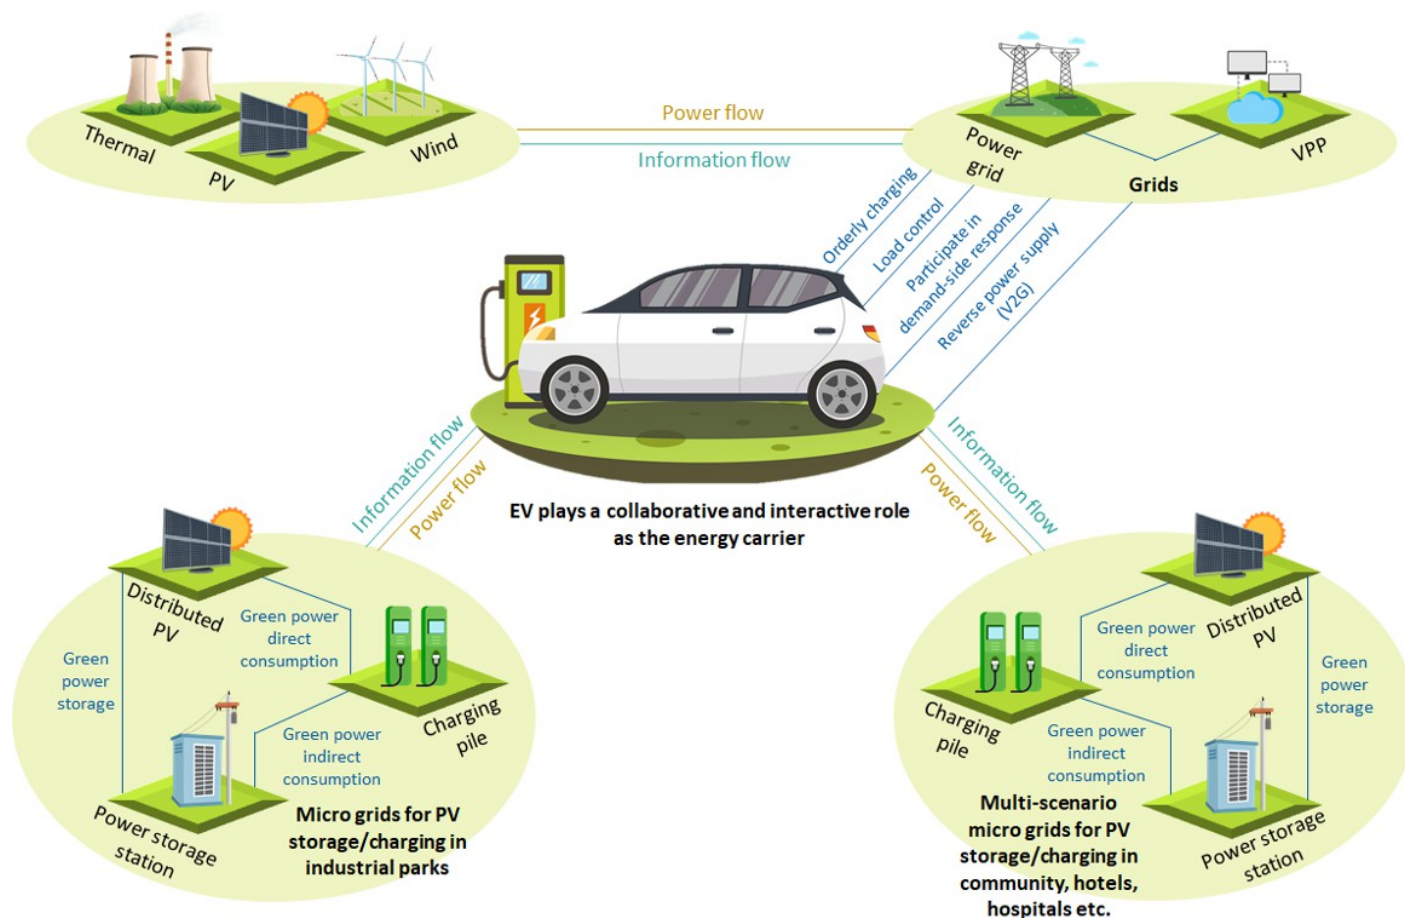 Thermal
PV
Wind
Power flow
Information flow
Power
grid
VPP
Grids
Orderly charging
Load control
Participate in
demand-side response
Reverse power supply
(V2G)
Information flow
Power flow
Information flow
Power flow
EV plays a collaborative and interactive role
as the energy carrier
Distributed
PV
Green power
direct
consumption
Green
power
storage
Charging
pile
Green power
indirect
consumption
Power storage
station
Micro grids for PV
storage/charging in
industrial parks
Distributed
PV
Green power
direct
consumption
Green
power
storage
Charging
pile
Green power
indirect
consumption
Power storage
station
Multi-scenario
micro grids for PV
storage/charging in
community, hotels,
hospitals etc.